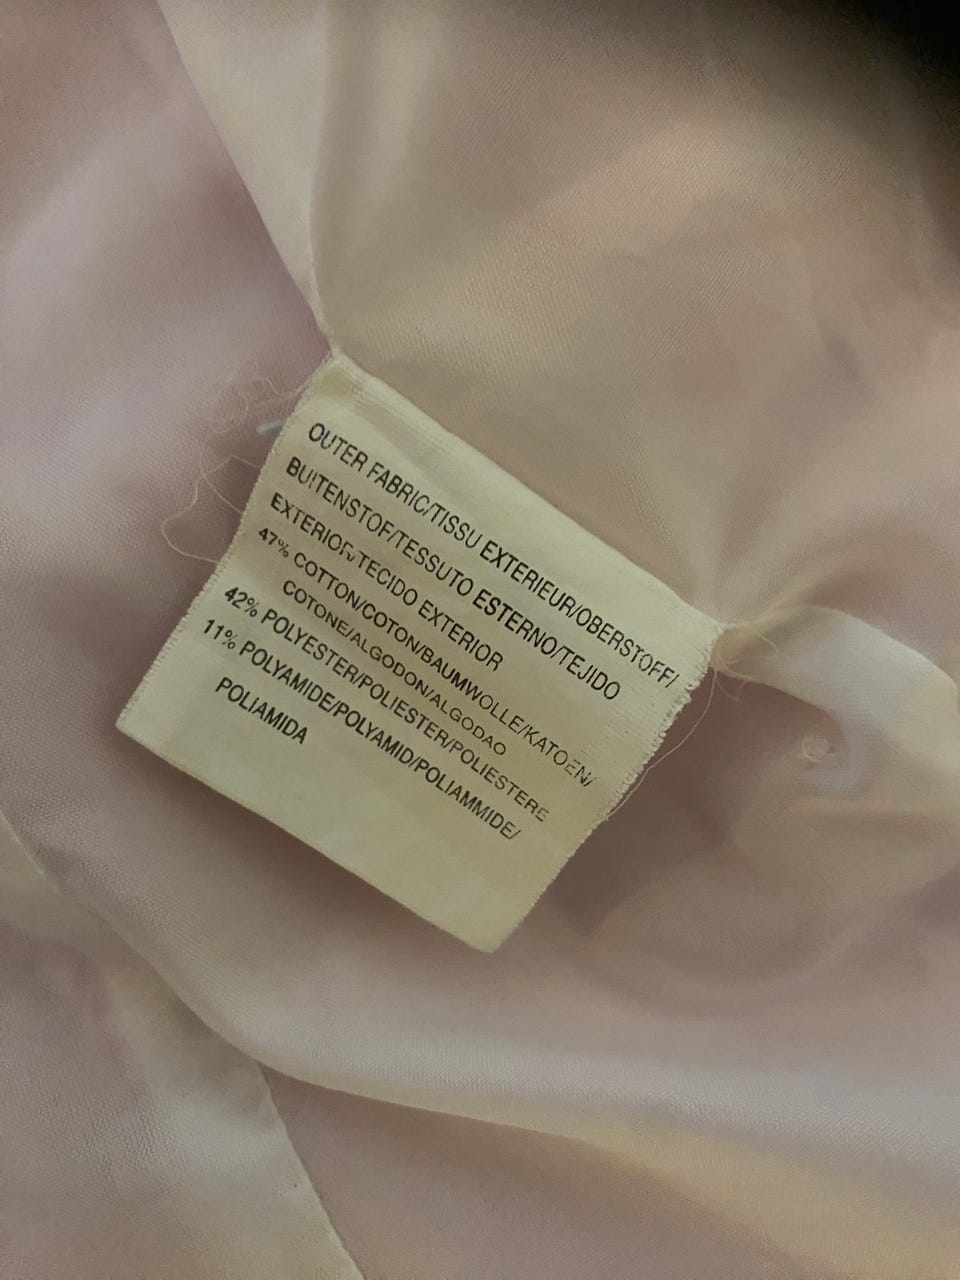 OUTER FABRIC/TISSU EXTERIEUR/OBERSTOFF/
BUITENSTOF/TESSUTO ESTERNO/TEJIDO
EXTERIOR/TECIDO EXTERIOR
47% COTTON/COTON/BAUMWOLLE/KATOEN/
COTONE/ALGODON/ALGODAO
42% POLYESTER/POLIESTER/POLIESTERE
11% POLYAMIDE/POLYAMID/POLIAMMIDE/
POLIAMIDA